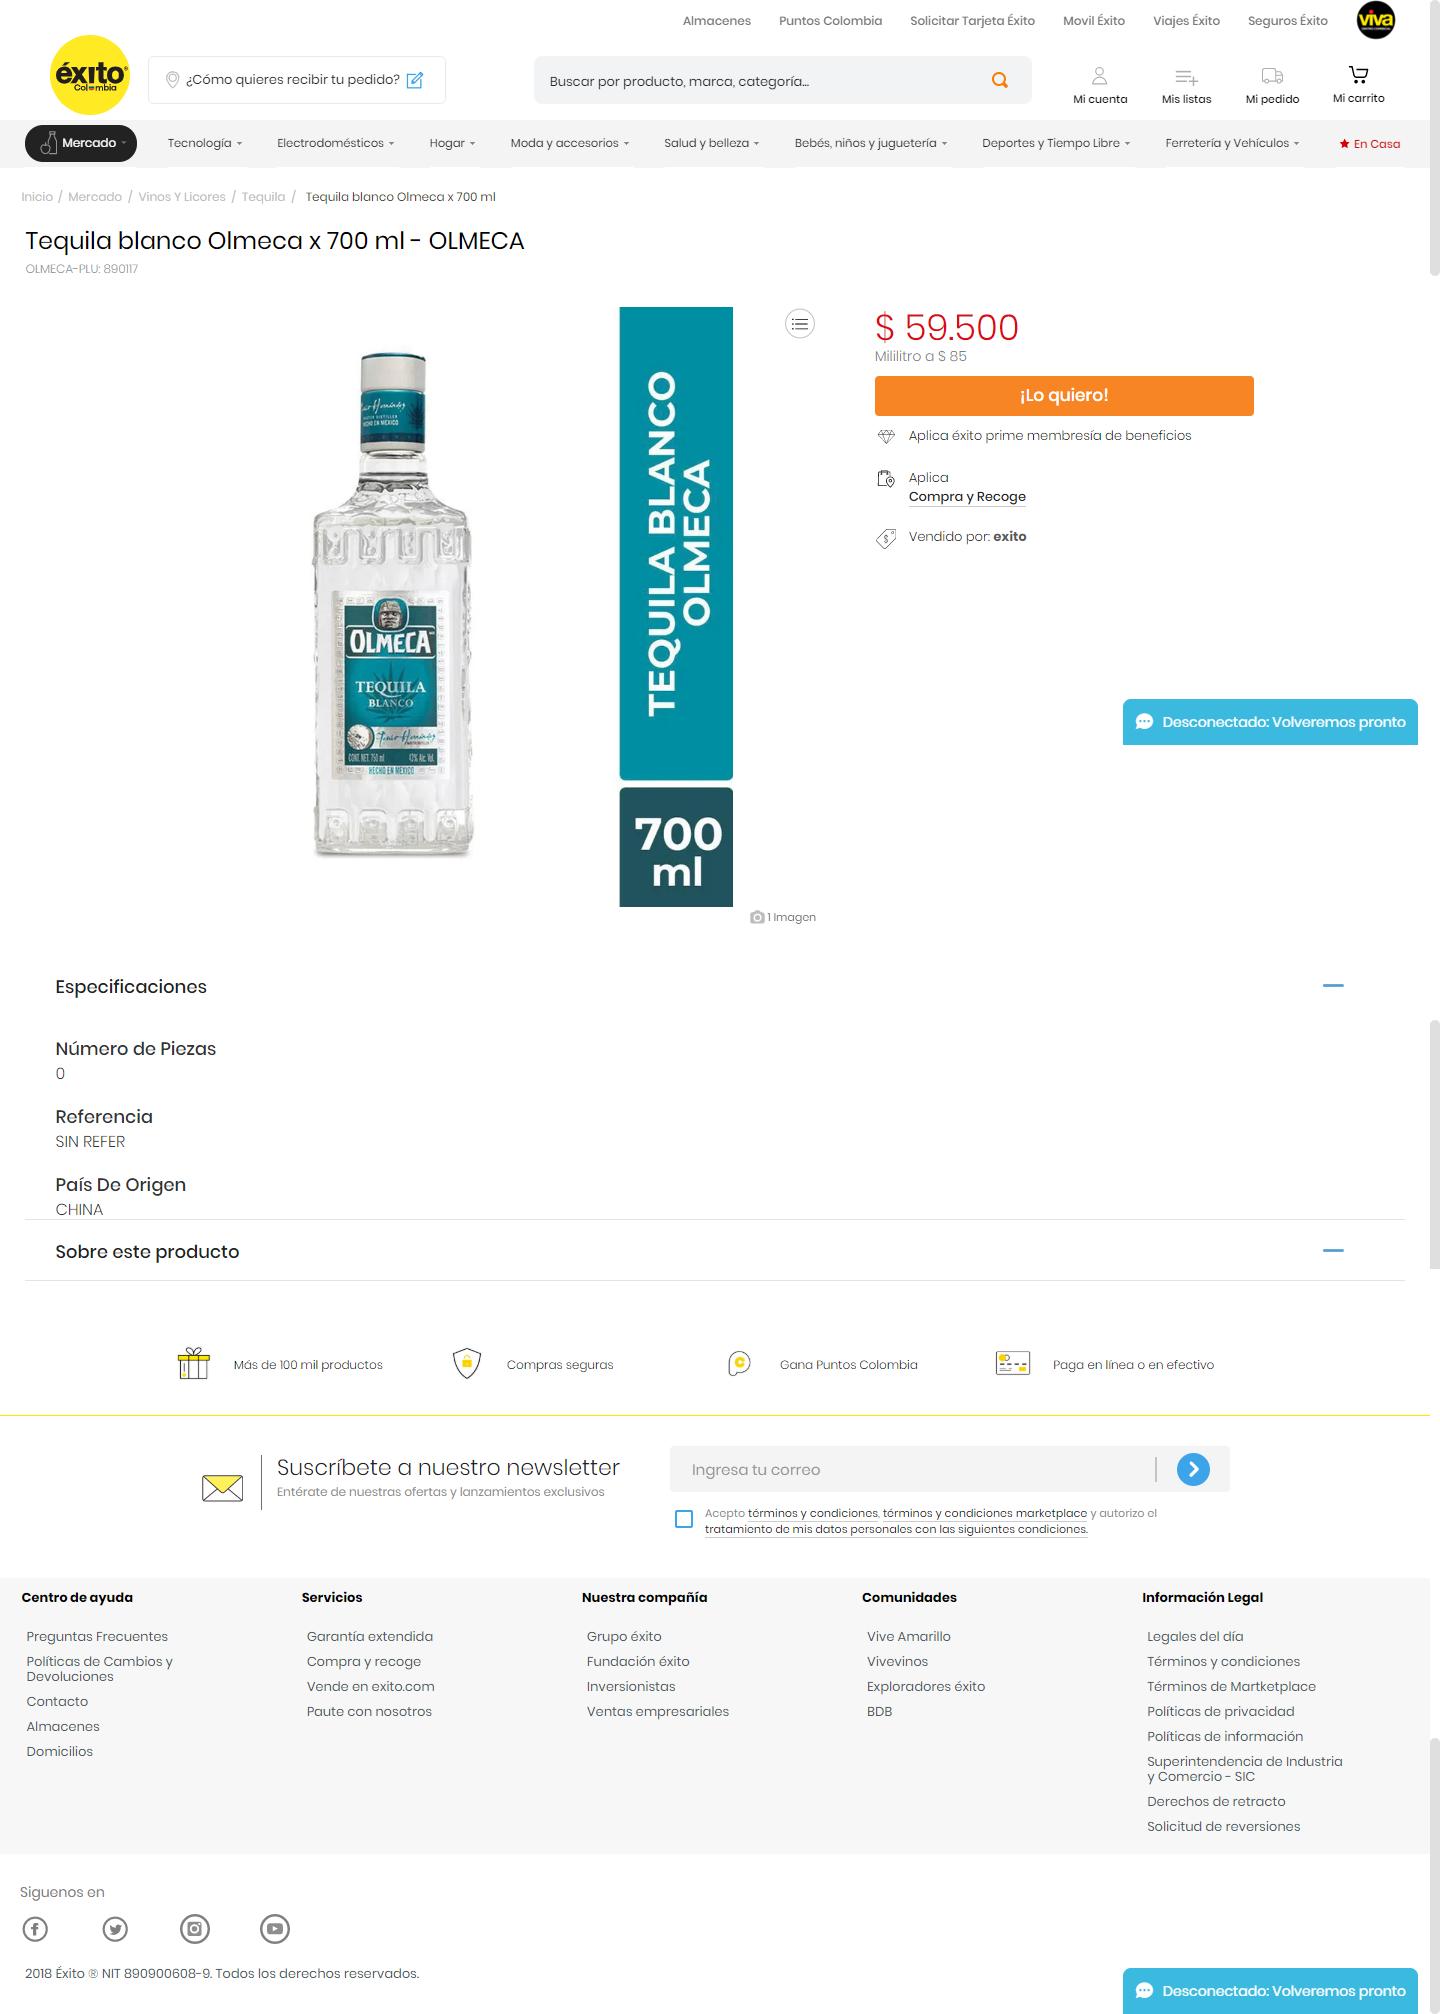 Almacenes Puntos Colombia Solicitar Tarjeta Éxito Movil Éxito Viajes Éxito Seguros Éxito viva
éxito
Colombia
¿Cómo quieres recibir tu pedido?
Buscar por producto, marca, categoría...
Mi cuenta Mis listas Mi pedido Mi carrito
Mercado Tecnología Electrodomésticos Hogar Moda y accesorios Salud y belleza Bebés, niños y juguetería Deportes y Tiempo Libre Ferretería y Vehículos En Casa
Inicio / Mercado / Vinos Y Licores / Tequila / Tequila blanco Olmeca x 700 ml
Tequila blanco Olmeca x 700 ml - OLMECA
OLMECA-PLU: 890117
HECHO EN MEXICO
OLMECA
TEQUILA
BLANCO
CONT. NET. 750 ml 43% Alc. Vol.
HECHO EN MEXICO
TEQUILA BLANCO
OLMECA
700
ml
1 Imagen
$ 59.500
Mililitro a $ 85
¡Lo quiero!
Aplica éxito prime membresía de beneficios
Aplica
Compra y Recoge
Vendido por: exito
Desconectado: Volveremos pronto
Especificaciones
Número de Piezas
0
Referencia
SIN REFER
País De Origen
CHINA
Sobre este producto
Más de 100 mil productos Compras seguras Gana Puntos Colombia Paga en línea o en efectivo
Suscríbete a nuestro newsletter
Entérate de nuestras ofertas y lanzamientos exclusivos
Ingresa tu correo
Acepto términos y condiciones, términos y condiciones marketplace y autorizo el
tratamiento de mis datos personales con las siguientes condiciones.
Centro de ayuda
Preguntas Frecuentes
Políticas de Cambios y
Devoluciones
Contacto
Almacenes
Domicilios
Servicios
Garantía extendida
Compra y recoge
Vende en exito.com
Paute con nosotros
Nuestra compañía
Grupo éxito
Fundación éxito
Inversionistas
Ventas empresariales
Comunidades
Vive Amarillo
Vivevinos
Exploradores éxito
BDB
Información Legal
Legales del día
Términos y condiciones
Términos de Martketplace
Políticas de privacidad
Políticas de información
Superintendencia de Industria
y Comercio - SIC
Derechos de retracto
Solicitud de reversiones
Siguenos en
2018 Éxito ® NIT 890900608-9. Todos los derechos reservados.
Desconectado: Volveremos pronto